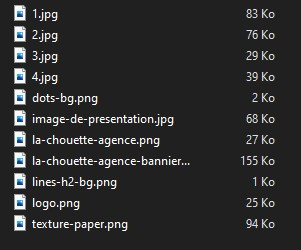 1.jpg 83 Ko
2.jpg 76 Ko
3.jpg 29 Ko
4.jpg 39 Ko
dots-bg.png 2 Ko
image-de-presentation.jpg 68 Ko
la-chouette-agence.png 27 Ko
la-chouette-agence-bannier... 155 Ko
lines-h2-bg.png 1 Ko
logo.png 25 Ko
texture-paper.png 94 Ko